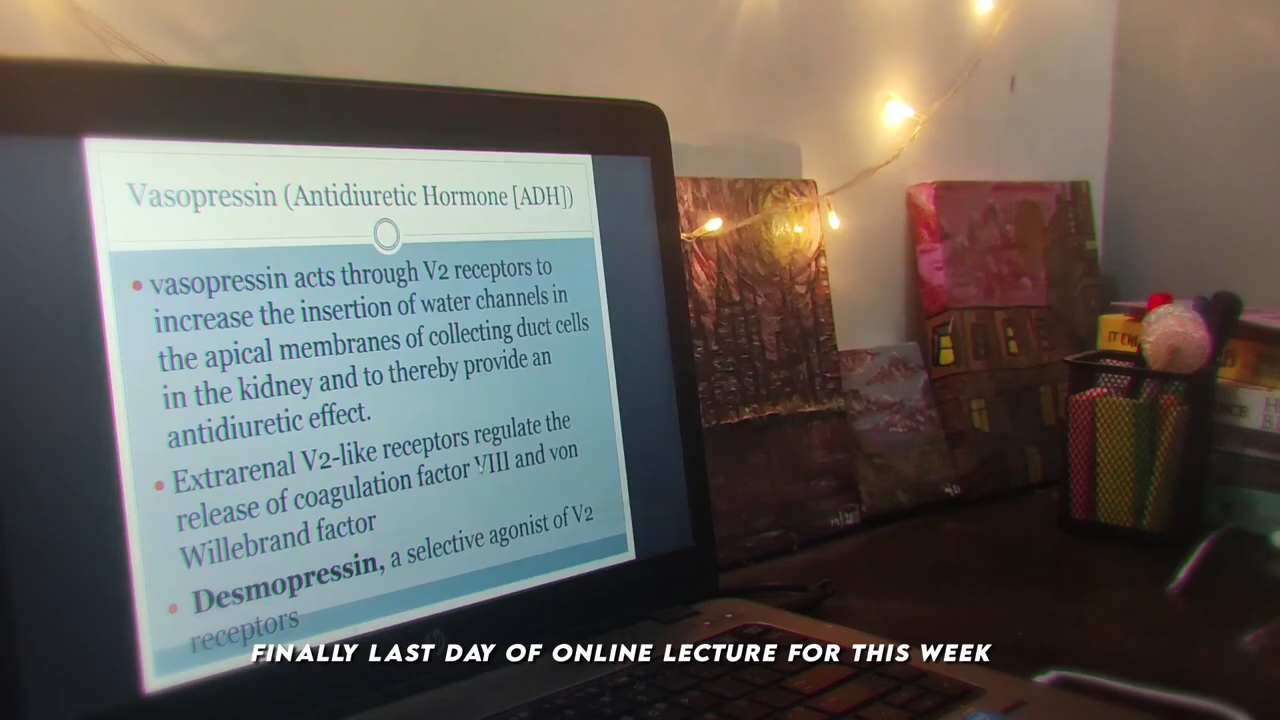 Vasopressin (Antidiuretic Hormone [ADH])
• vasopressin acts through V2 receptors to
increase the insertion of water channels in
the apical membranes of collecting duct cells
in the kidney and to thereby provide an
antidiuretic effect.
• Extrarenal V2-like receptors regulate the
release of coagulation factor VIII and von
Willebrand factor
• Desmopressin, a selective agonist of V2
receptors
FINALLY LAST DAY OF ONLINE LECTURE FOR THIS WEEK